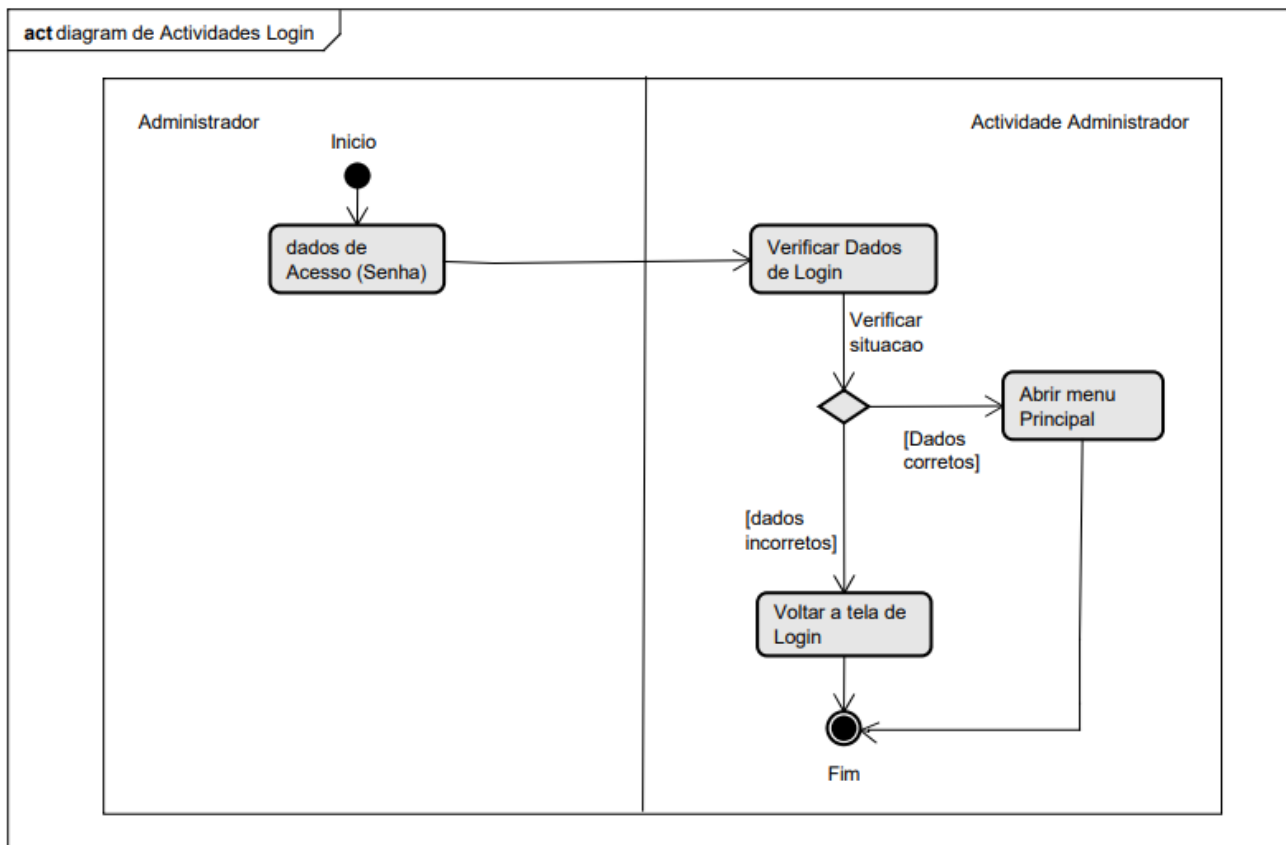 act diagram de Actividades Login
Administrador
Actividade Administrador
Inicio
dados de
Acesso (Senha)
Verificar Dados
de Login
Verificar
situacao
Abrir menu
Principal
[Dados
corretos]
[dados
incorretos]
Voltar a tela de
Login
Fim